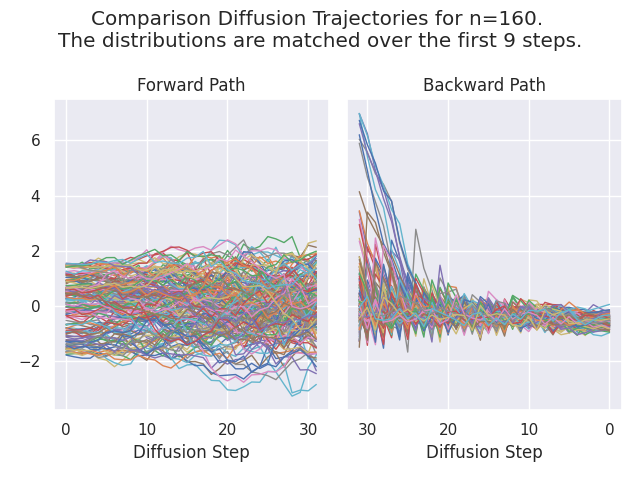 Comparison Diffusion Trajectories for n=160.
The distributions are matched over the first 9 steps.
Forward Path
Backward Path
6
4
2
0
−2
0
10
20
30
30
20
10
0
Diffusion Step
Diffusion Step